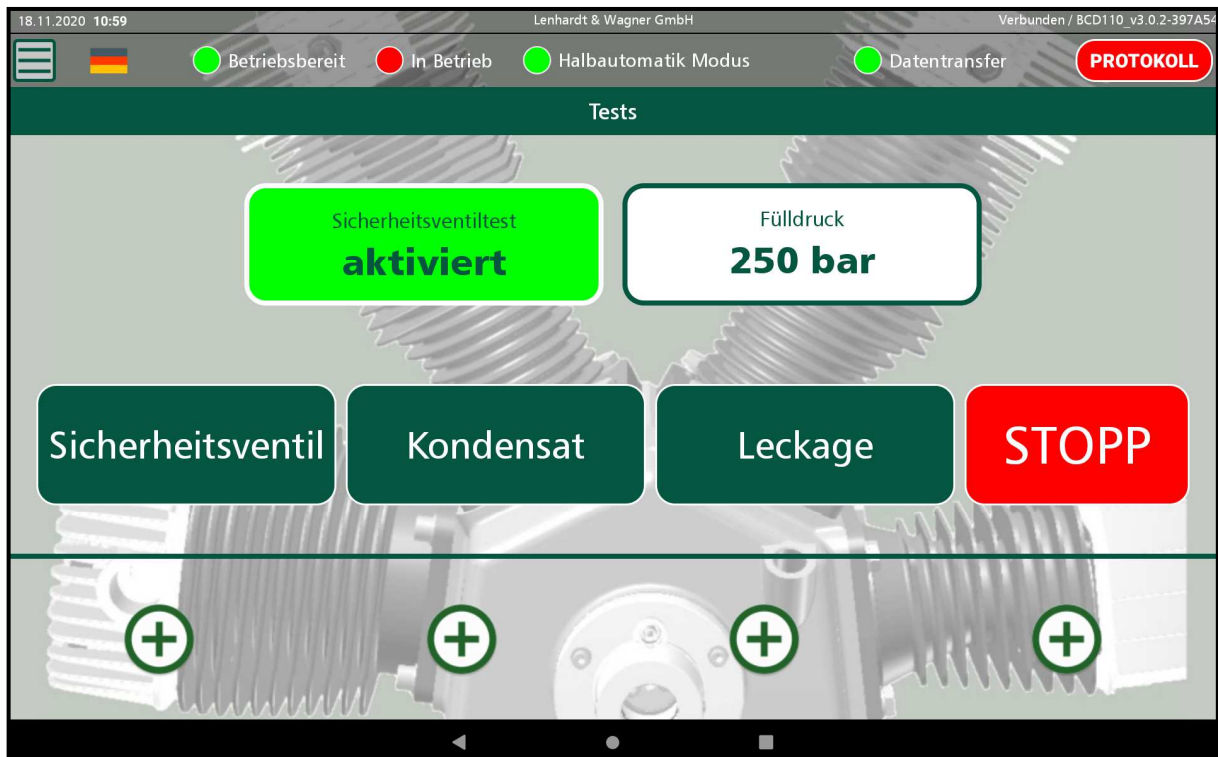 18.11.2020 10:59
Lenhardt & Wagner GmbH
Verbunden / BCD110_v3.0.2-397A54
Betriebsbereit
In Betrieb
Halbautomatik Modus
Datentransfer
PROTOKOLL
Tests
Sicherheitsventiltest
aktiviert
Fülldruck
250 bar
Sicherheitsventil
Kondensat
Leckage
STOPP